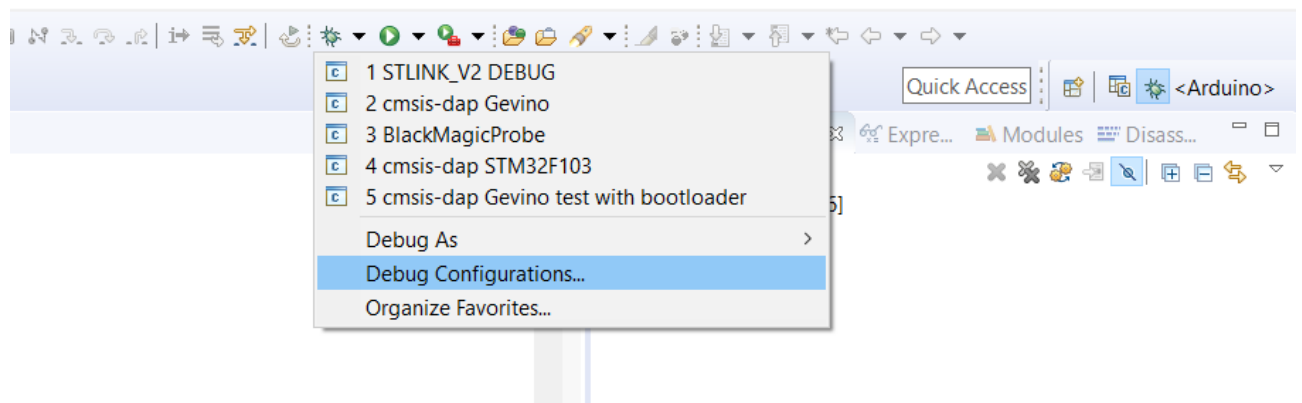 1 STLINK_V2 DEBUG
2 cmsis-dap Gevino
3 BlackMagicProbe
4 cmsis-dap STM32F103
5 cmsis-dap Gevino test with bootloader
Debug As
Debug Configurations...
Organize Favorites...
Quick Access
<Arduino>
Expre... Modules Disass...
6]